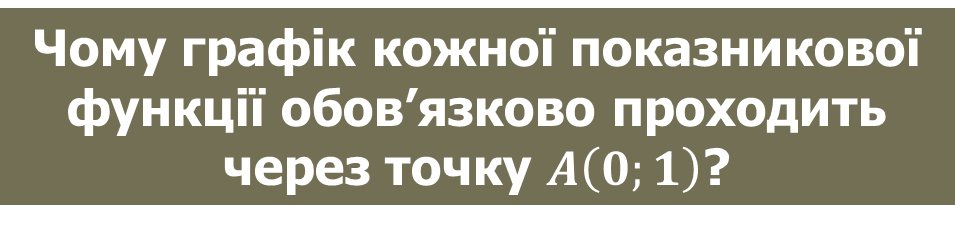 Чому графік кожної показникової
функції обов’язково проходить
через точку A(0; 1)?